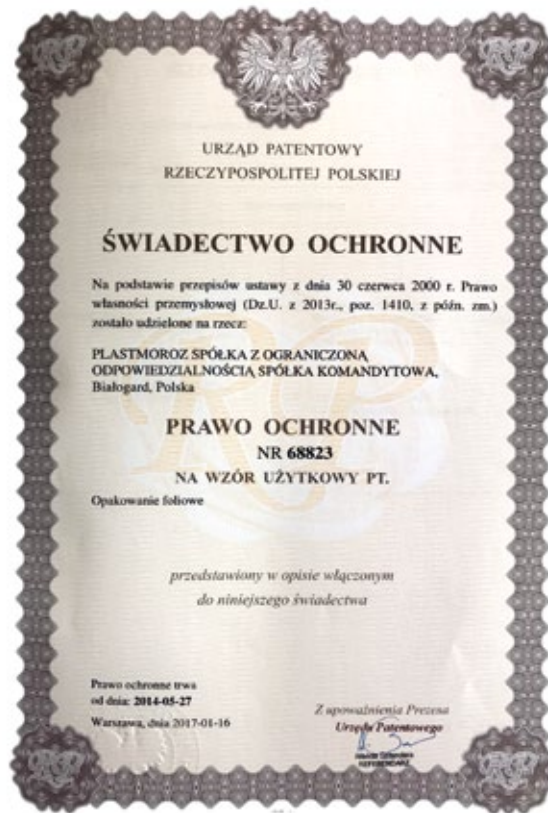 URZĄD PATENTOWY
RZECZYPOSPOLITEJ POLSKIEJ
ŚWIADECTWO OCHRONNE
Na podstawie przepisów ustawy z dnia 30 czerwca 2000 r. Prawo
własności przemysłowej (Dz.U. z 2013r., poz. 1410, z późn. zm.)
zostało udzielone na rzecz:
PLASTMOROZ SPÓŁKA Z OGRANICZONĄ
ODPOWIEDZIALNOŚCIĄ SPÓŁKA KOMANDYTOWA,
Białogard, Polska
PRAWO OCHRONNE
NR 68823
NA WZÓR UŻYTKOWY PT.
Opakowanie foliowe
przedstawiony w opisie włączonym
do niniejszego świadectwa
Prawo ochronne trwa
od dnia: 2014-05-27
Warszawa, dnia 2017-01-16
Z upoważnienia Prezesa
Urzędu Patentowego